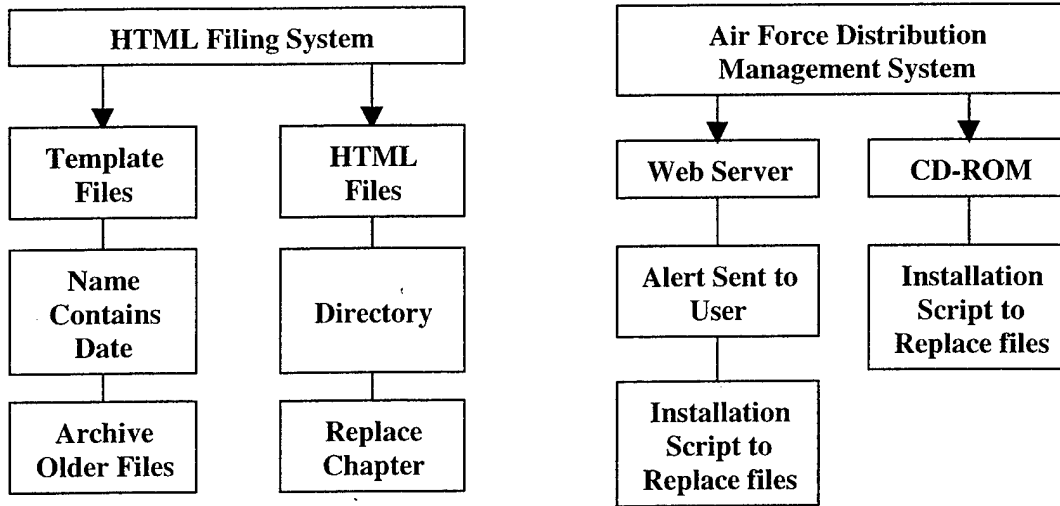 HTML Filing System
Template
Files
HTML
Files
Name
Contains
Date
Directory
Archive
Older Files
Replace
Chapter
Air Force Distribution
Management System
Web Server
CD-ROM
Alert Sent to
User
Installation
Script to
Replace files
Installation
Script to
Replace files